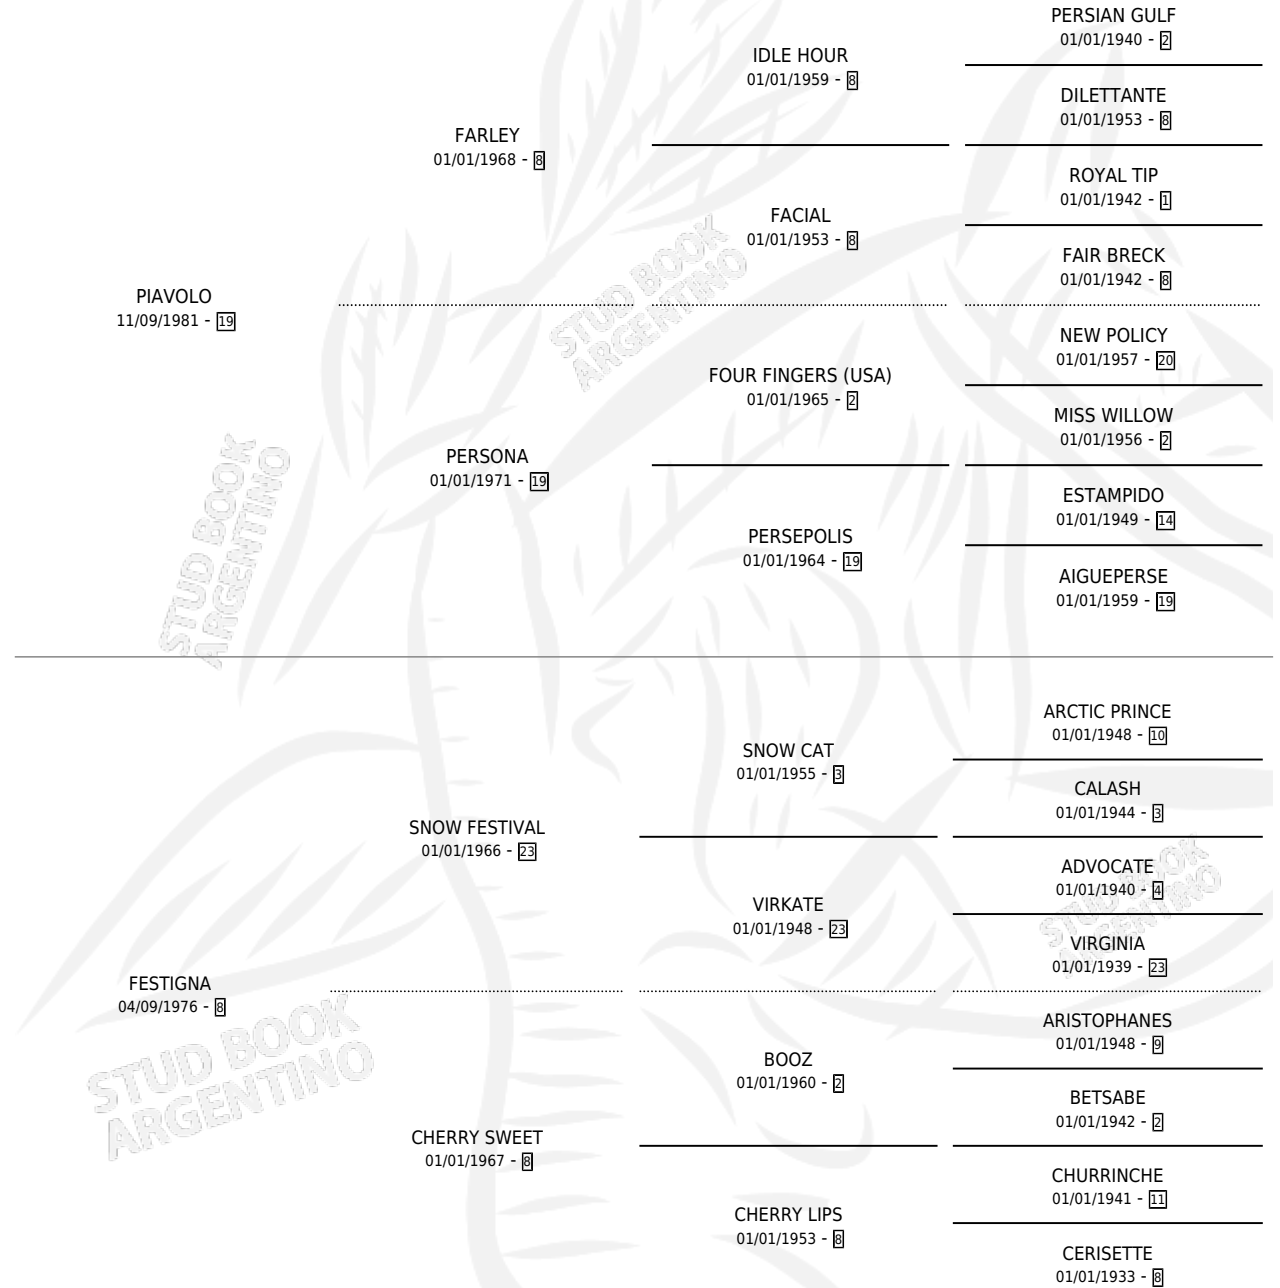 PERSIAN GULF
01/01/1940 - 2
IDLE HOUR
01/01/1959 - 8
DILETTANTE
01/01/1953 - 8
FARLEY
01/01/1968 - 8
ROYAL TIP
01/01/1942 - 1
FACIAL
01/01/1953 - 8
FAIR BRECK
01/01/1942 - 8
PIAVOLO
11/09/1981 - 19
STUD BOOK
ARGENTINO
NEW POLICY
01/01/1957 - 20
FOUR FINGERS (USA)
01/01/1965 - 2
MISS WILLOW
01/01/1956 - 2
PERSONA
01/01/1971 - 19
ESTAMPIDO
01/01/1949 - 14
PERSEPOLIS
01/01/1964 - 19
AIGUEPERSE
01/01/1959 - 19
STUD BOOK
ARGENTINO
ARCTIC PRINCE
01/01/1948 - 10
SNOW CAT
01/01/1955 - 3
CALASH
01/01/1944 - 3
SNOW FESTIVAL
01/01/1966 - 23
ADVOCATE
01/01/1940 - 4
VIRKATE
01/01/1948 - 23
VIRGINIA
01/01/1939 - 23
STUD BOOK
ARGENTINO
FESTIGNA
04/09/1976 - 8
ARISTOPHANES
01/01/1948 - 9
BOOZ
01/01/1960 - 2
BETSABE
01/01/1942 - 2
STUD BOOK
ARGENTINO
CHERRY SWEET
01/01/1967 - 8
CHURRINCHE
01/01/1941 - 11
CHERRY LIPS
01/01/1953 - 8
CERISETTE
01/01/1933 - 8